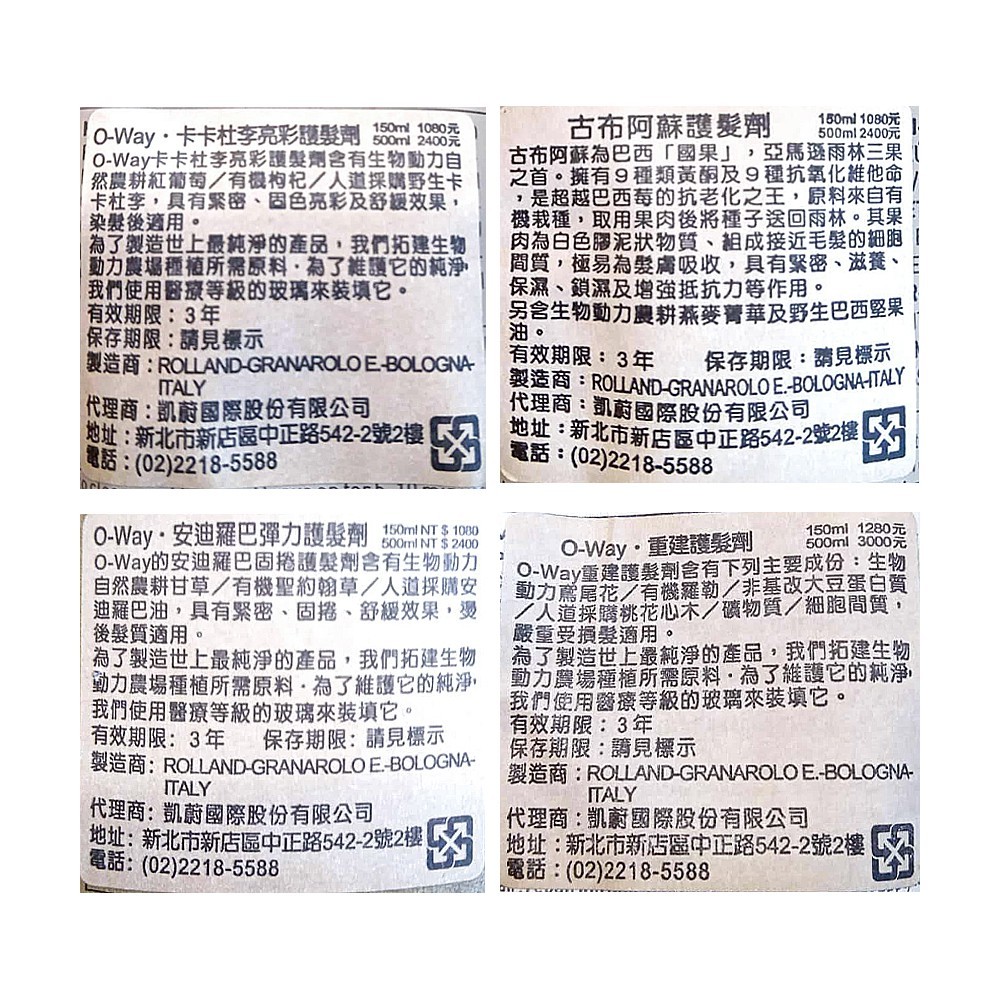 O-Way・卡卡杜李亮彩護髮劑 150ml 1080元
500ml 2400元
O-Way卡卡杜李亮彩護髮劑含有生物動力自
然農耕紅葡萄／有機枸杞／人道採購野生卡
卡杜李，具有緊密、固色亮彩及舒緩效果，
染髮後適用。
為了製造世上最純淨的產品，我們拓建生物
動力農場種植所需原料．為了維護它的純淨，
我們使用醫療等級的玻璃來裝填它。
有效期限：3年
保存期限：請見標示
製造商：ROLLAND-GRANAROLO E.-BOLOGNA-
ITALY
代理商：凱蔚國際股份有限公司
地址：新北市新店區中正路542-2號2樓
電話：(02)2218-5588
古布阿蘇護髮劑 150ml 1080元
500ml 2400元
古布阿蘇為巴西「國果」，亞馬遜雨林三果
之首。擁有９種類黃酮及９種抗氧化維他命
，是超越巴西莓的抗老化之王，原料來自有
機栽種，取用果肉後將種子送回雨林。其果
肉為白色膠泥狀物質、組成接近毛髮的細胞
間質，極易為髮膚吸收，具有緊密、滋養、
保濕、鎖濕及增強抵抗力等作用。
另含生物動力農耕燕麥菁華及野生巴西堅果
油。
有效期限：3年 保存期限：請見標示
製造商：ROLLAND-GRANAROLO E.-BOLOGNA-ITALY
代理商：凱蔚國際股份有限公司
地址：新北市新店區中正路542-2號2樓
電話：(02)2218-5588
O-Way・安迪羅巴彈力護髮劑 150ml NT $ 1080
500ml NT $ 2400
O-Way的安迪羅巴固捲護髮劑含有生物動力
自然農耕甘草／有機聖約翰草／人道採購安
迪羅巴油，具有緊密、固捲、舒緩效果，燙
後髮質適用。
為了製造世上最純淨的產品，我們拓建生物
動力農場種植所需原料．為了維護它的純淨，
我們使用醫療等級的玻璃來裝填它。
有效期限: 3年 保存期限: 請見標示
製造商: ROLLAND-GRANAROLO E.-BOLOGNA-
ITALY
代理商: 凱蔚國際股份有限公司
地址: 新北市新店區中正路542-2號2樓
電話: (02)2218-5588
O-Way・重建護髮劑 150ml 1280元
500ml 3000元
O-Way重建護髮劑含有下列主要成份：生物
動力鳶尾花／有機羅勒／非基改大豆蛋白質
／人道採購桃花心木／礦物質／細胞間質，
嚴重受損髮適用。
為了製造世上最純淨的產品，我們拓建生物
動力農場種植所需原料．為了維護它的純淨，
我們使用醫療等級的玻璃來裝填它。
有效期限：3年
保存期限：請見標示
製造商：ROLLAND-GRANAROLO E.-BOLOGNA-
ITALY
代理商：凱蔚國際股份有限公司
地址：新北市新店區中正路542-2號2樓
電話：(02)2218-5588